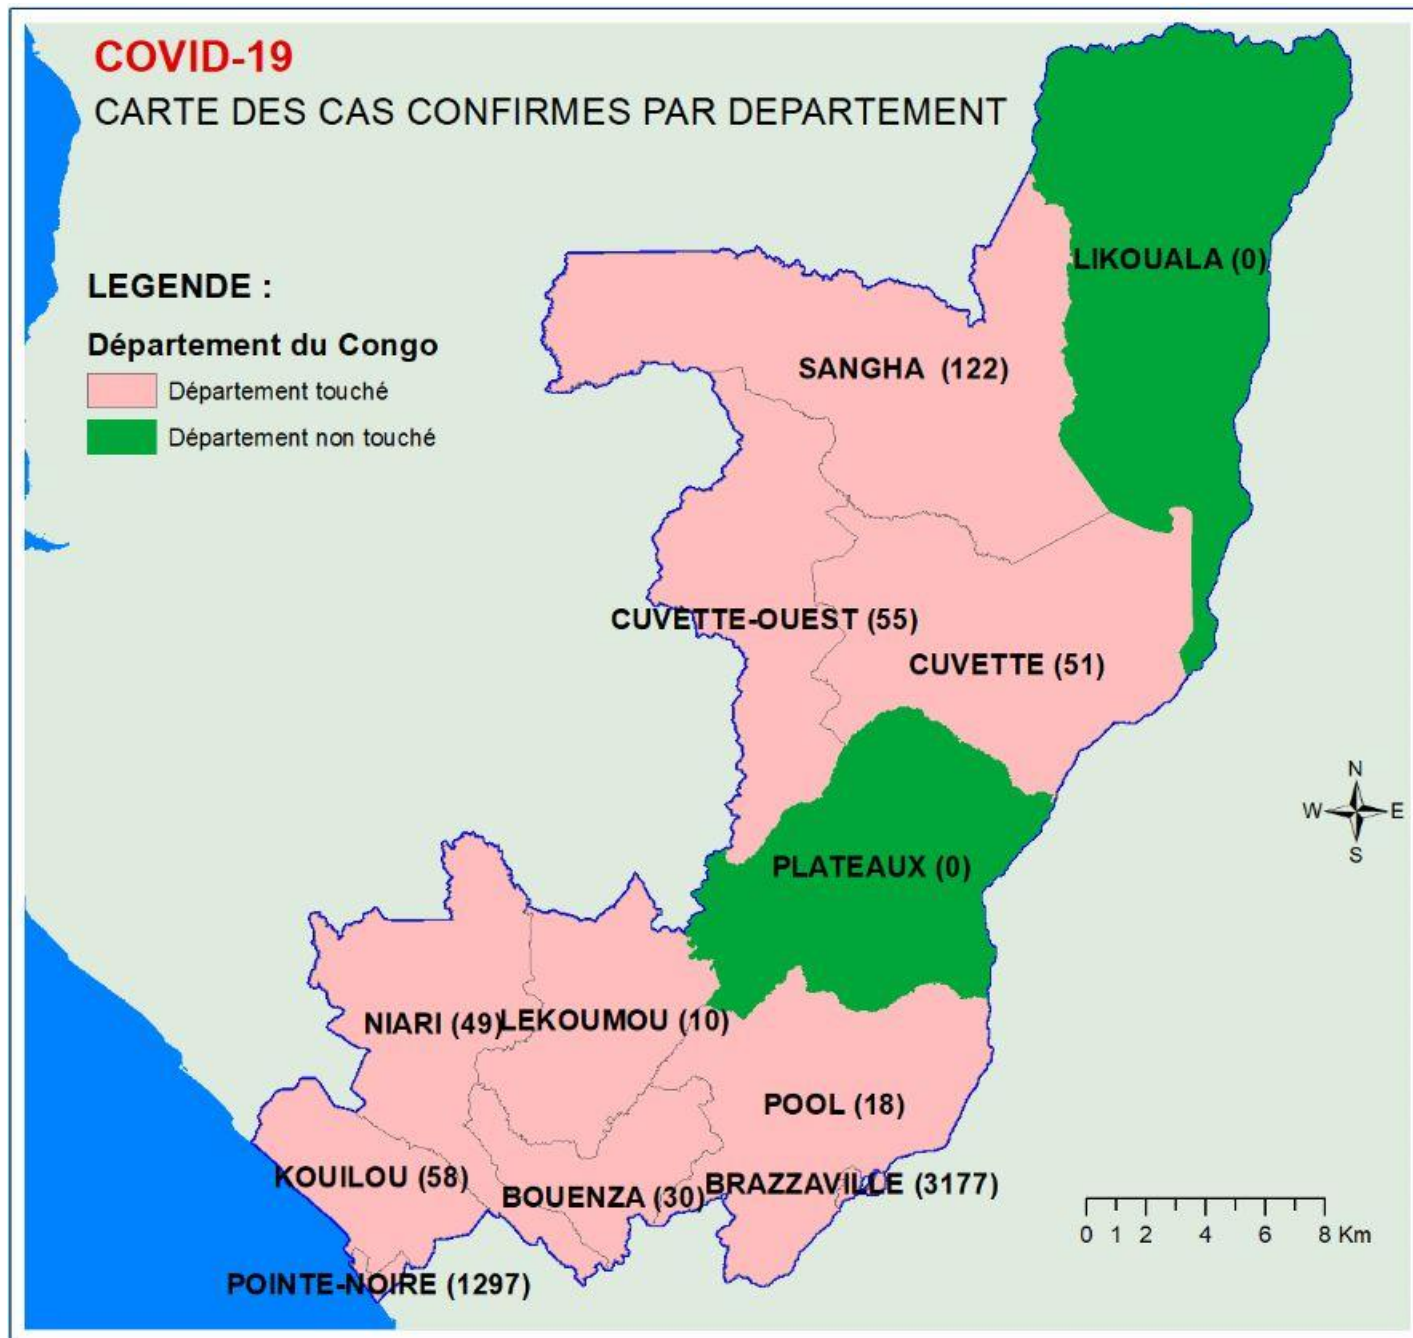 COVID-19
CARTE DES CAS CONFIRMES PAR DEPARTEMENT
LIKOUALA (0)
LEGENDE :
Département du Congo
Département touché
Département non touché
SANGHA (122)
CUVETTE-OUEST (55)
CUVETTE (51)
N
W E
S
PLATEAUX (0)
NIARI (49)
LEKOUMOU (10)
POOL (18)
KOUILOU (58)
BOUENZA (30)
BRAZZAVILLE (3177)
0 1 2 4 6 8 Km
POINTE-NOIRE (1297)